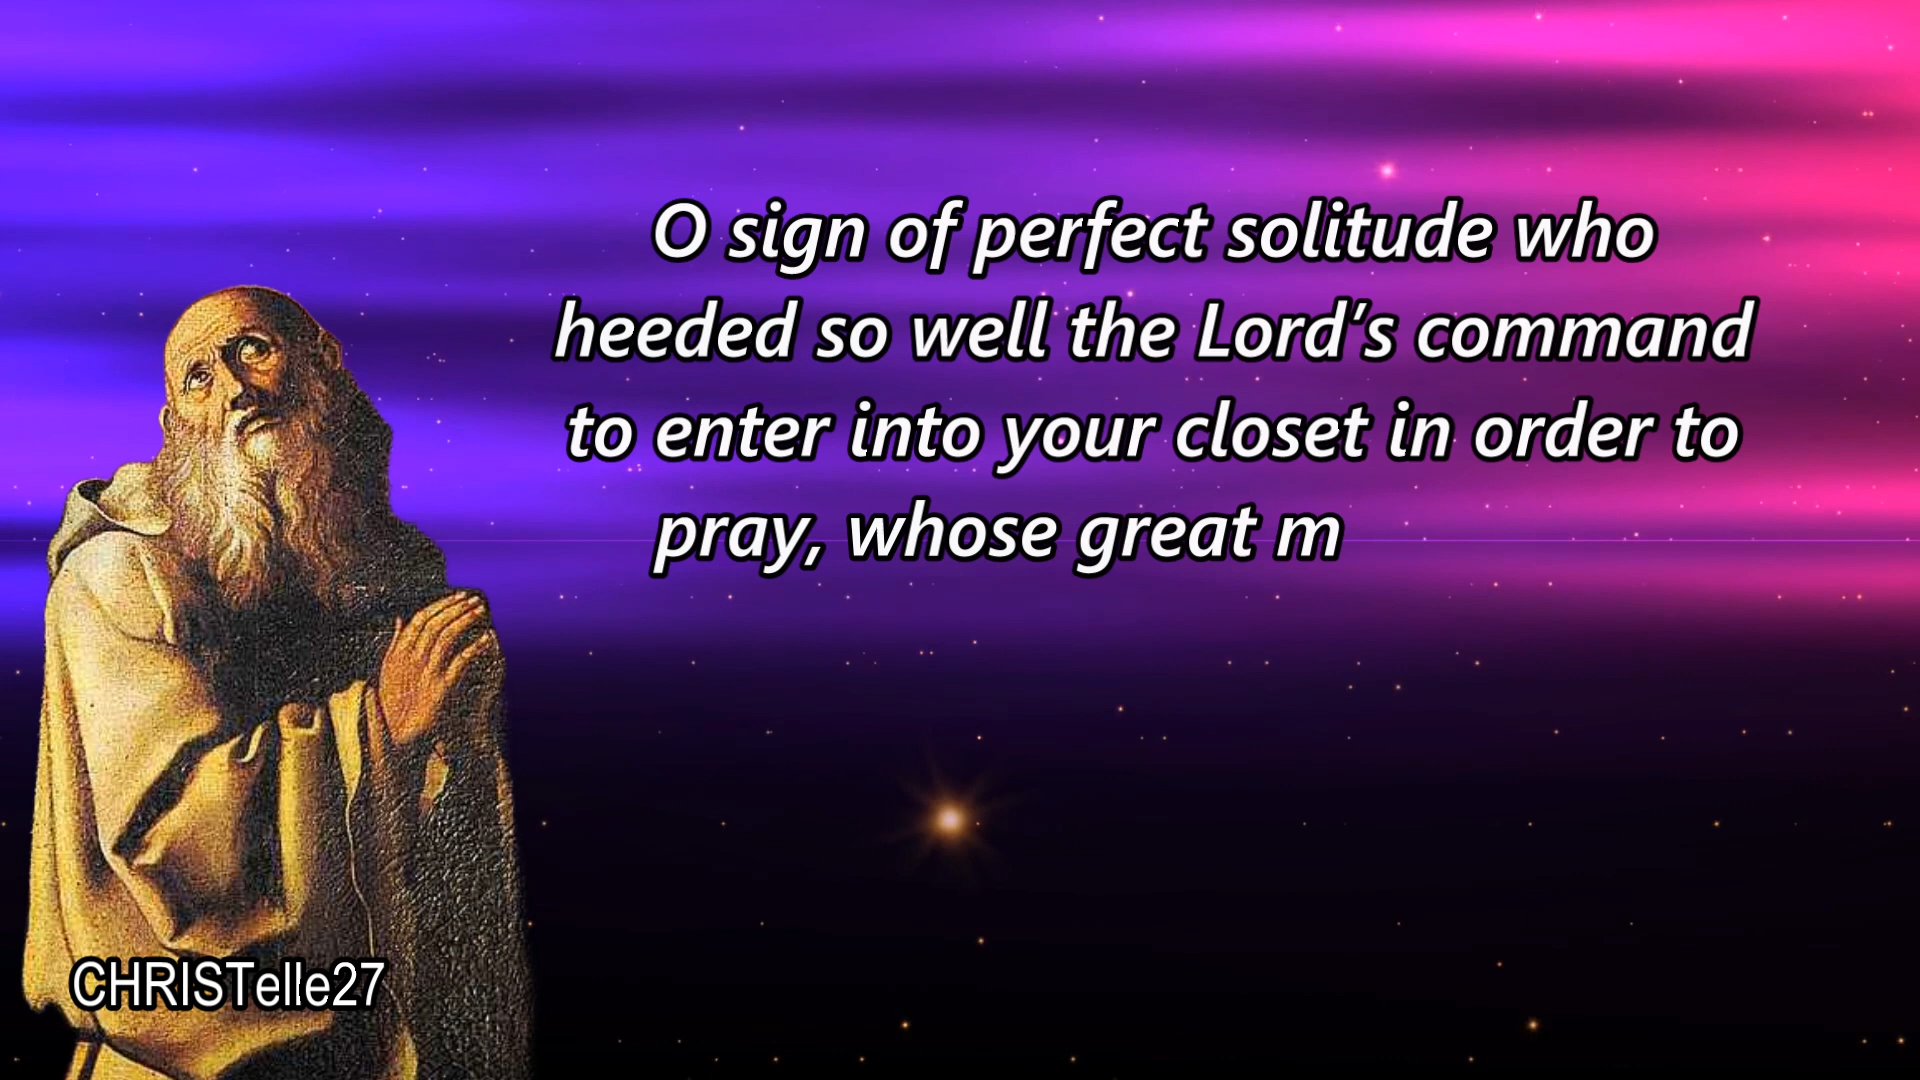 O sign of perfect solitude who
heeded so well the Lord's command
to enter into your closet in order to
pray, whose great m
CHRISTelle27